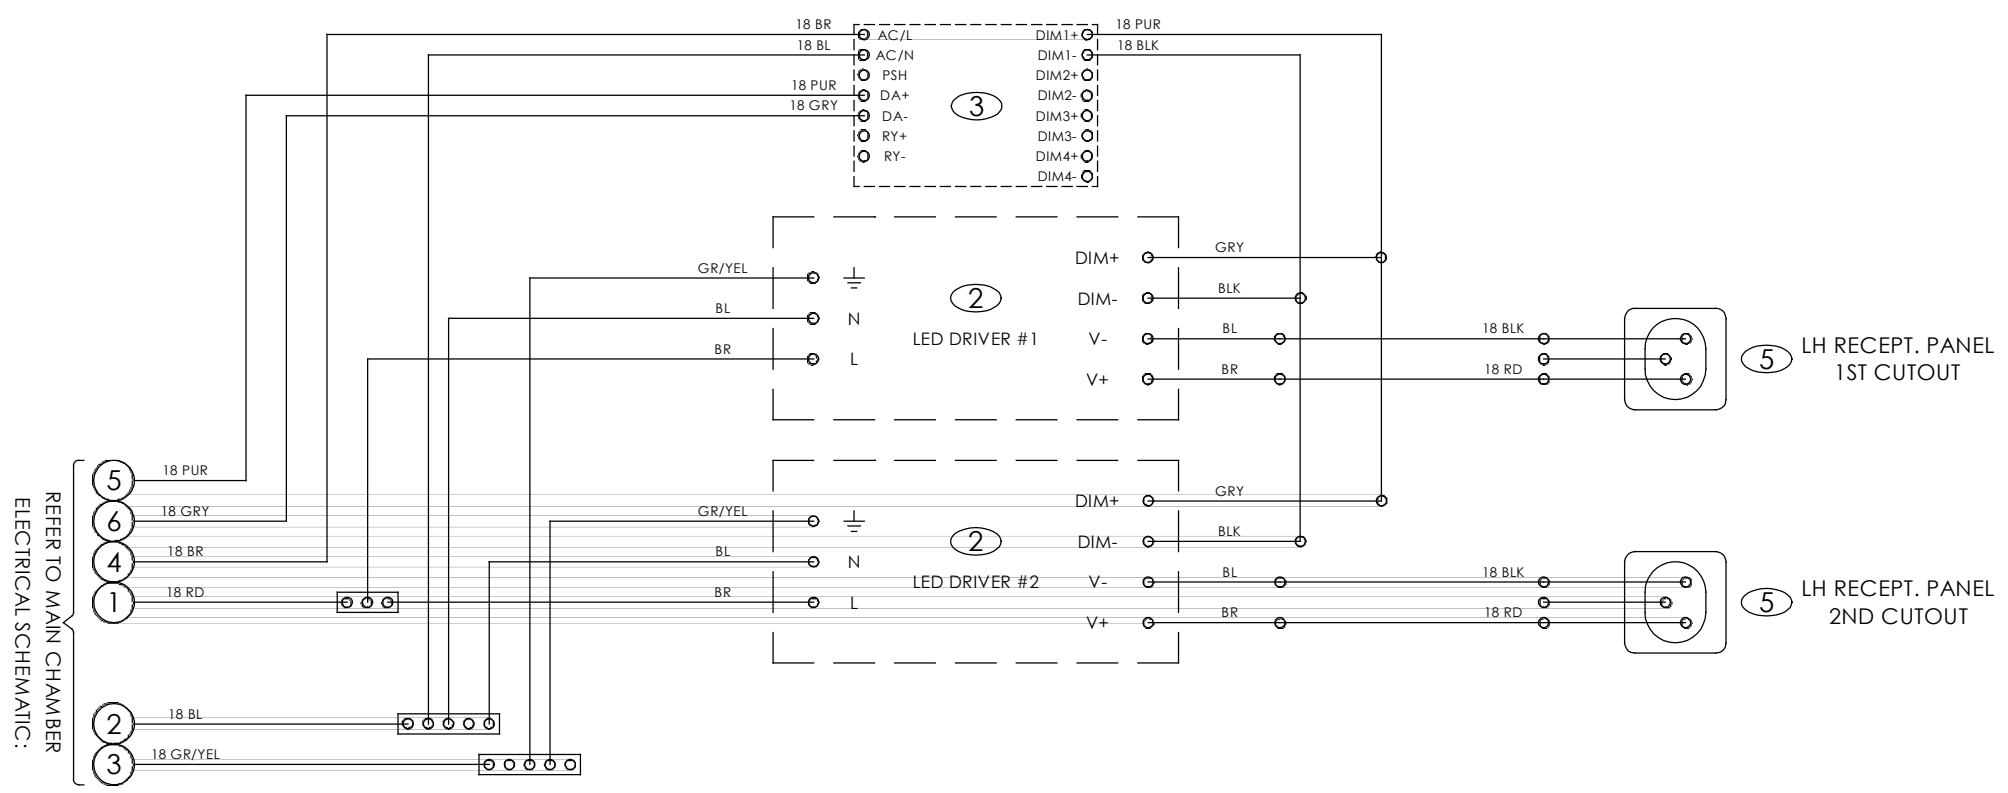 18 BR
AC/L
DIM1+
18 PUR
18 BL
AC/N
DIM1-
18 BLK
PSH
DIM2+
18 PUR
DA+
DIM2-
18 GRY
DA-
DIM3+
3
RY+
DIM3-
RY-
DIM4+
DIM4-
GR/YEL
DIM+
GRY
BL
N
2
DIM-
BLK
LED DRIVER #1
BR
L
V-
BL
18 BLK
V+
BR
18 RD
5
LH RECEPT. PANEL
1ST CUTOUT
REFER TO MAIN CHAMBER
ELECTRICAL SCHEMATIC:
5
18 PUR
6
18 GRY
4
18 BR
1
18 RD
2
18 BL
3
18 GR/YEL
GR/YEL
DIM+
GRY
BL
N
2
DIM-
BLK
LED DRIVER #2
BR
L
V-
BL
18 BLK
V+
BR
18 RD
5
LH RECEPT. PANEL
2ND CUTOUT